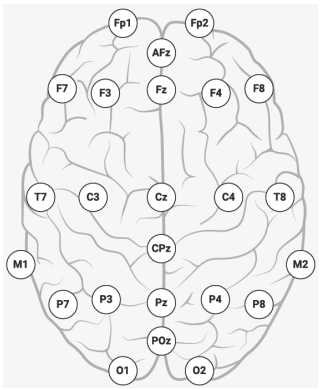 Fp1 Fp2
AFz
F7 F3 Fz F4 F8
T7 C3 Cz C4 T8
CPz
M1 M2
P7 P3 Pz P4 P8
POz
O1 O2